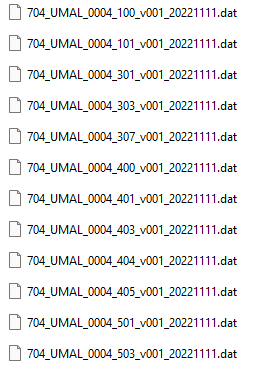 704_UMAL_0004_100_v001_20221111.dat
704_UMAL_0004_101_v001_20221111.dat
704_UMAL_0004_301_v001_20221111.dat
704_UMAL_0004_303_v001_20221111.dat
704_UMAL_0004_307_v001_20221111.dat
704_UMAL_0004_400_v001_20221111.dat
704_UMAL_0004_401_v001_20221111.dat
704_UMAL_0004_403_v001_20221111.dat
704_UMAL_0004_404_v001_20221111.dat
704_UMAL_0004_405_v001_20221111.dat
704_UMAL_0004_501_v001_20221111.dat
704_UMAL_0004_503_v001_20221111.dat